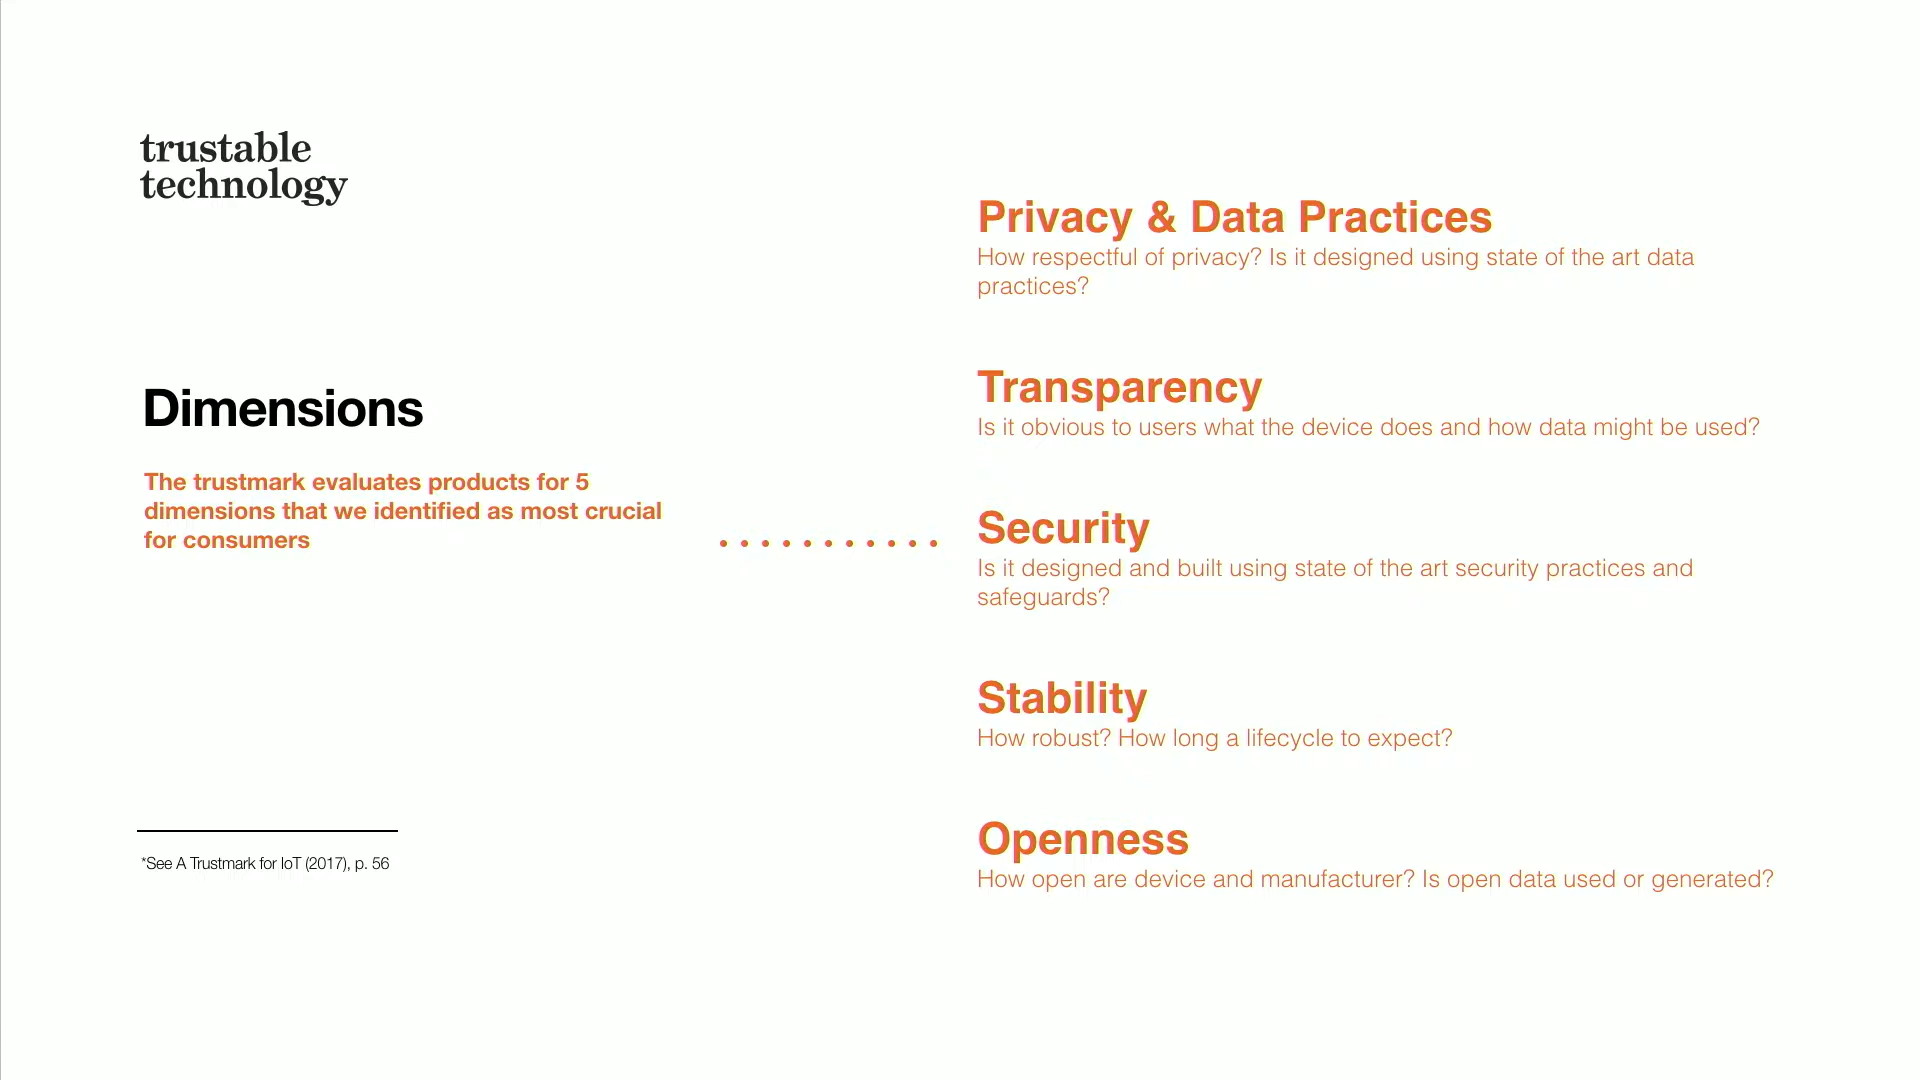 trustable
technology
Dimensions
The trustmark evaluates products for 5
dimensions that we identified as most crucial
for consumers
*See A Trustmark for IoT (2017), p. 56
Privacy & Data Practices
How respectful of privacy? Is it designed using state of the art data
practices?
Transparency
Is it obvious to users what the device does and how data might be used?
Security
Is it designed and built using state of the art security practices and
safeguards?
Stability
How robust? How long a lifecycle to expect?
Openness
How open are device and manufacturer? Is open data used or generated?